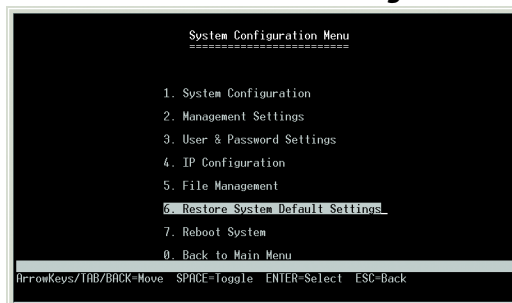 System Configuration Menu
=========================
1. System Configuration
2. Management Settings
3. User & Password Settings
4. IP Configuration
5. File Management
6. Restore System Default Settings_
7. Reboot System
0. Back to Main Menu
ArrowKeys/TAB/BACK=Move SPACE=Toggle ENTER=Select ESC=Back